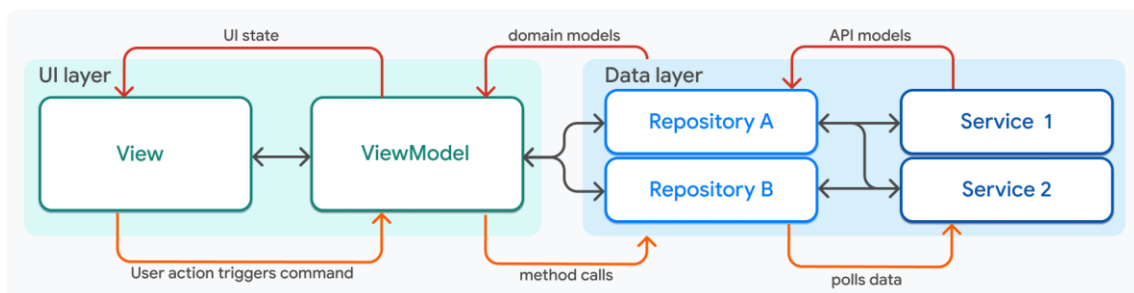 UI state
domain models
API models
UI layer
Data layer
View
ViewModel
Repository A
Service 1
Repository B
Service 2
User action triggers command
method calls
polls data